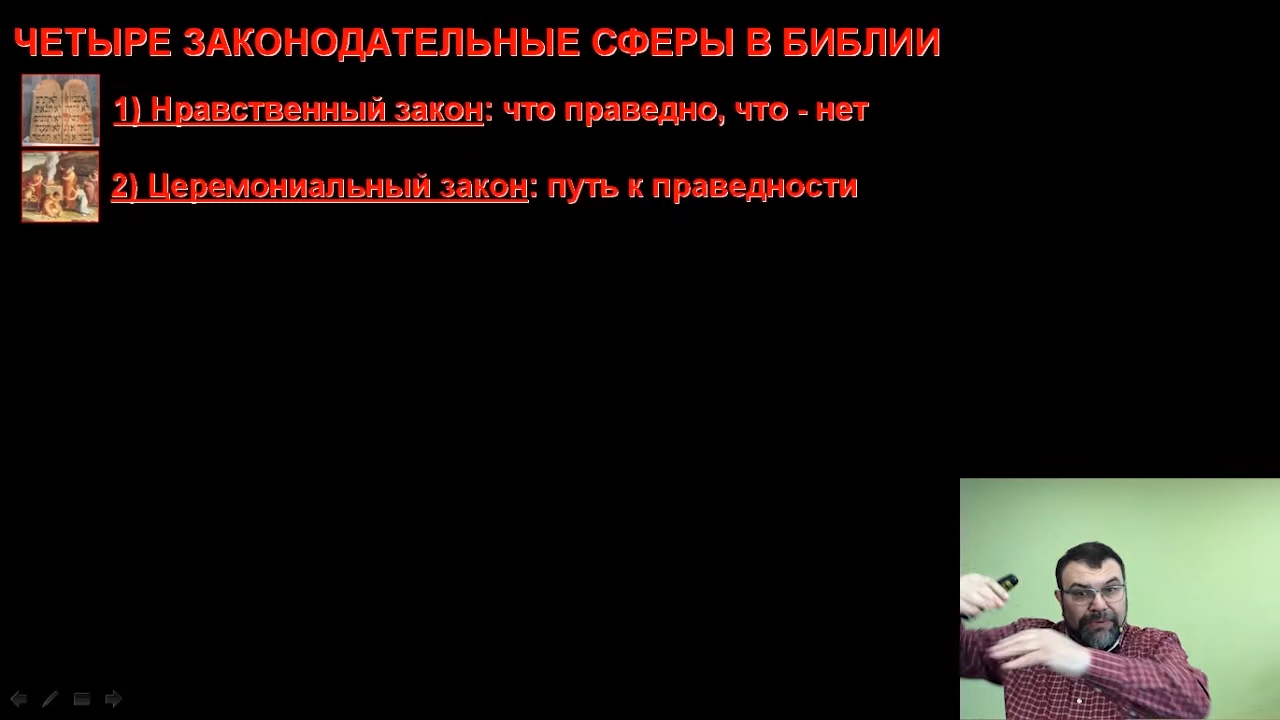 ЧЕТЫРЕ ЗАКОНОДАТЕЛЬНЫЕ СФЕРЫ В БИБЛИИ
1) Нравственный закон: что праведно, что - нет
2) Церемониальный закон: путь к праведности